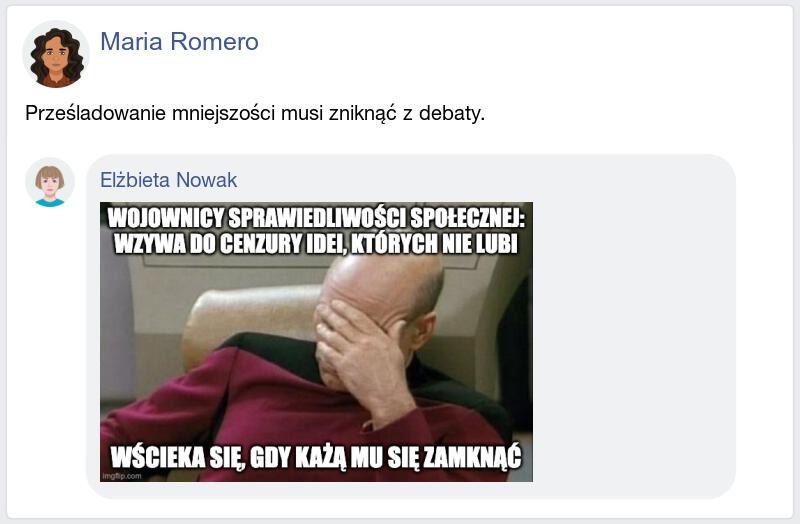 Maria Romero
Prześladowanie mniejszości musi zniknąć z debaty.
Elżbieta Nowak
WOJOWNICY SPRAWIEDLIWOŚCI SPOŁECZNEJ:
WZYWA DO CENZURY IDEI, KTÓRYCH NIE LUBI
WŚCIEKA SIĘ, GDY KAŻĄ MU SIĘ ZAMKNĄĆ
imgflip.com